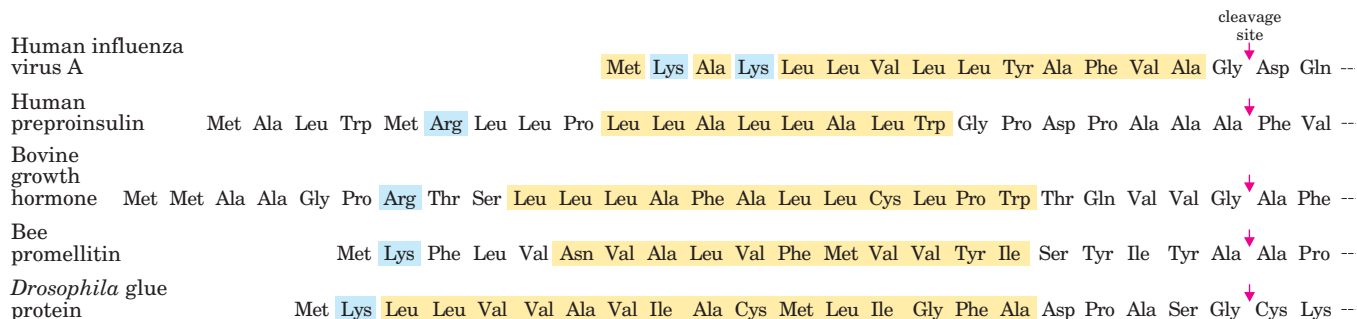 cleavage
site
Human influenza
virus A Met Lys Ala Lys Leu Leu Val Leu Leu Tyr Ala Phe Val Ala Gly Asp Gln ---
Human
preproinsulin Met Ala Leu Trp Met Arg Leu Leu Pro Leu Leu Ala Leu Leu Ala Leu Trp Gly Pro Asp Pro Ala Ala Ala Phe Val ---
Bovine
growth
hormone Met Met Ala Ala Gly Pro Arg Thr Ser Leu Leu Leu Ala Phe Ala Leu Leu Cys Leu Pro Trp Thr Gln Val Val Gly Ala Phe ---
Bee
promellitin Met Lys Phe Leu Val Asn Val Ala Leu Val Phe Met Val Val Tyr Ile Ser Tyr Ile Tyr Ala Ala Pro ---
Drosophila glue
protein Met Lys Leu Leu Val Val Ala Val Ile Ala Cys Met Leu Ile Gly Phe Ala Asp Pro Ala Ser Gly Cys Lys ---